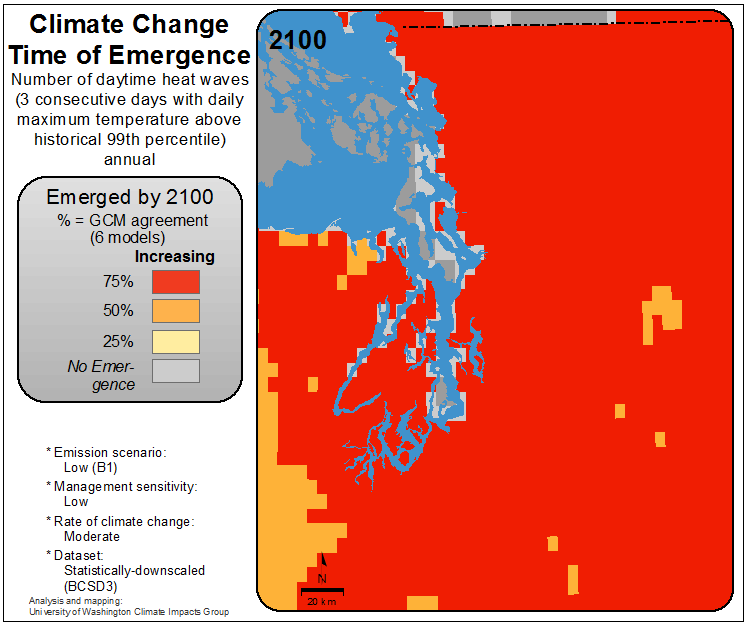 Climate Change
Time of Emergence
Number of daytime heat waves
(3 consecutive days with daily
maximum temperature above
historical 99th percentile)
annual
Emerged by 2100
% = GCM agreement
(6 models)
Increasing
75%
50%
25%
No Emer-
gence
* Emission scenario:
Low (B1)
* Management sensitivity:
Low
* Rate of climate change:
Moderate
* Dataset:
Statistically-downscaled
(BCSD3)
Analysis and mapping:
University of Washington Climate Impacts Group
2100
N
20 km